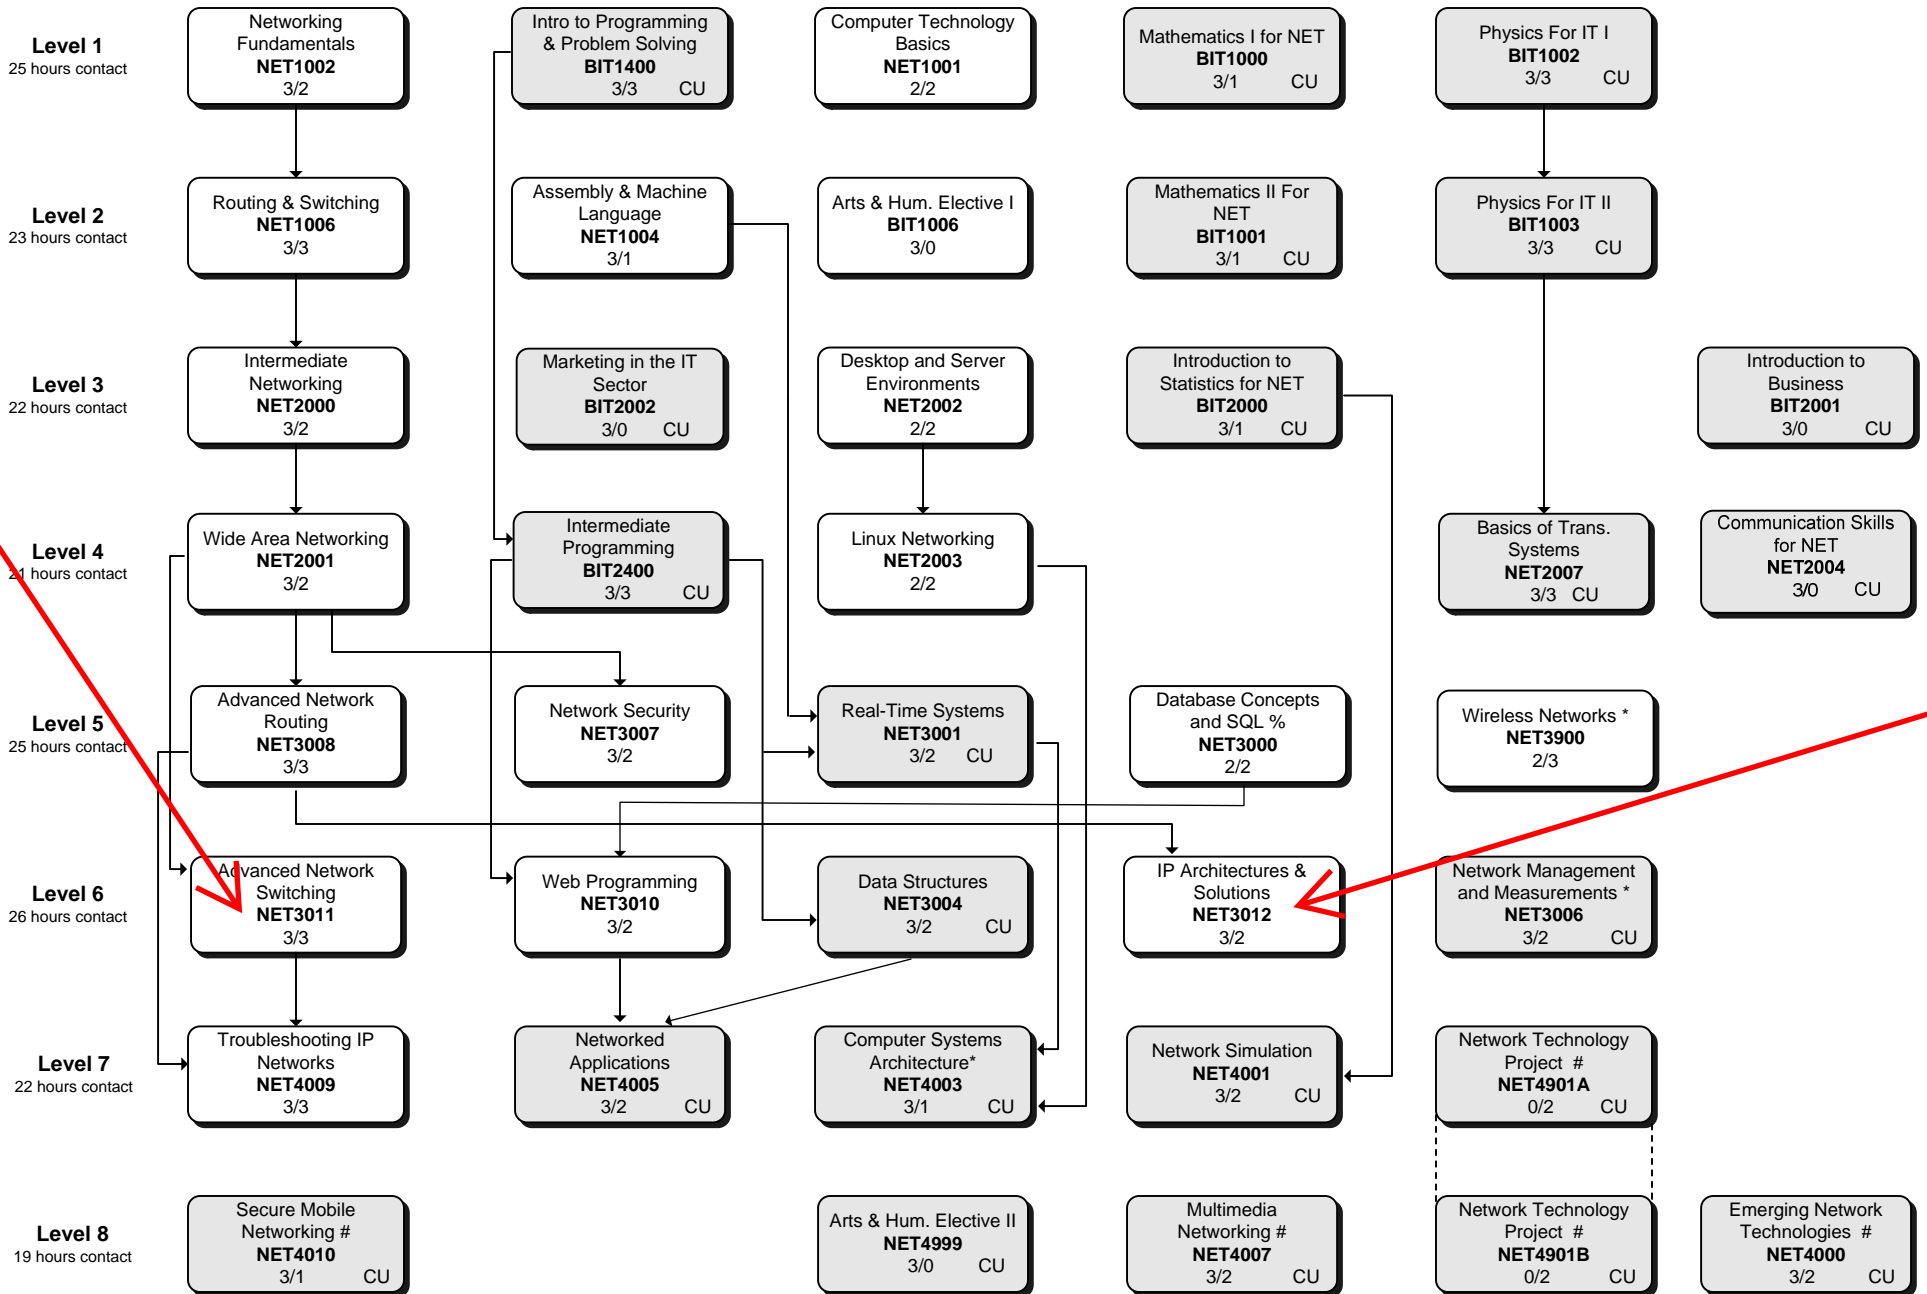 Level 1
25 hours contact
Networking
Fundamentals
NET1002
3/2
Intro to Programming
& Problem Solving
BIT1400
3/3 CU
Computer Technology
Basics
NET1001
2/2
Mathematics I for NET
BIT1000
3/1 CU
Physics For IT I
BIT1002
3/3 CU
Level 2
23 hours contact
Routing & Switching
NET1006
3/3
Assembly & Machine
Language
NET1004
3/1
Arts & Hum. Elective I
BIT1006
3/0
Mathematics II For
NET
BIT1001
3/1 CU
Physics For IT II
BIT1003
3/3 CU
Level 3
22 hours contact
Intermediate
Networking
NET2000
3/2
Marketing in the IT
Sector
BIT2002
3/0 CU
Desktop and Server
Environments
NET2002
2/2
Introduction to
Statistics for NET
BIT2000
3/1 CU
Introduction to
Business
BIT2001
3/0 CU
Level 4
21 hours contact
Wide Area Networking
NET2001
3/2
Intermediate
Programming
BIT2400
3/3 CU
Linux Networking
NET2003
2/2
Basics of Trans.
Systems
NET2007
3/3 CU
Communication Skills
for NET
NET2004
3/0 CU
Level 5
25 hours contact
Advanced Network
Routing
NET3008
3/3
Network Security
NET3007
3/2
Real-Time Systems
NET3001
3/2 CU
Database Concepts
and SQL %
NET3000
2/2
Wireless Networks *
NET3900
2/3
Level 6
26 hours contact
Advanced Network
Switching
NET3011
3/3
Web Programming
NET3010
3/2
Data Structures
NET3004
3/2 CU
IP Architectures &
Solutions
NET3012
3/2
Network Management
and Measurements *
NET3006
3/2 CU
Level 7
22 hours contact
Troubleshooting IP
Networks
NET4009
3/3
Networked
Applications
NET4005
3/2 CU
Computer Systems
Architecture*
NET4003
3/1 CU
Network Simulation
NET4001
3/2 CU
Network Technology
Project #
NET4901A
0/2 CU
Level 8
19 hours contact
Secure Mobile
Networking #
NET4010
3/1 CU
Arts & Hum. Elective II
NET4999
3/0 CU
Multimedia
Networking #
NET4007
3/2 CU
Network Technology
Project #
NET4901B
0/2 CU
Emerging Network
Technologies #
NET4000
3/2 CU